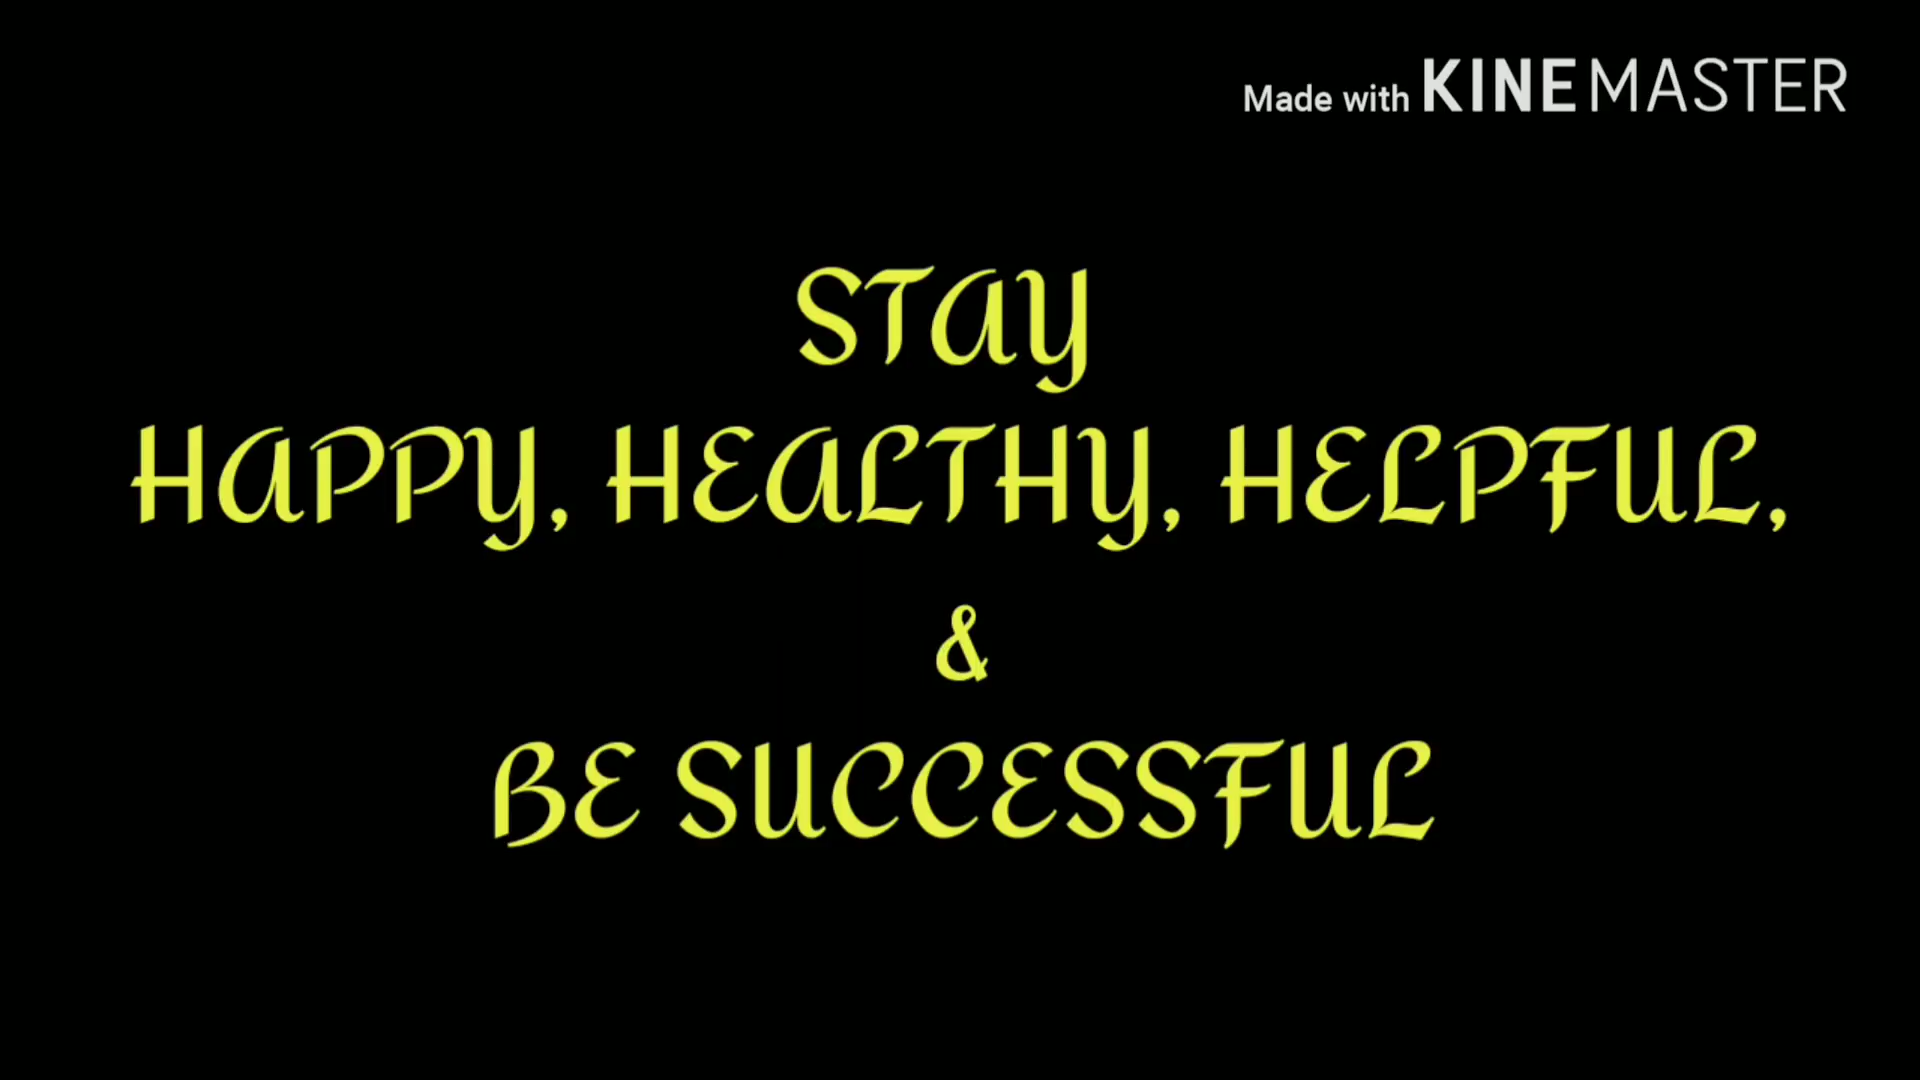 Made with KINEMASTER
STAY
HAPPY, HEALTHY, HELPFUL,
&
BE SUCCESSFUL